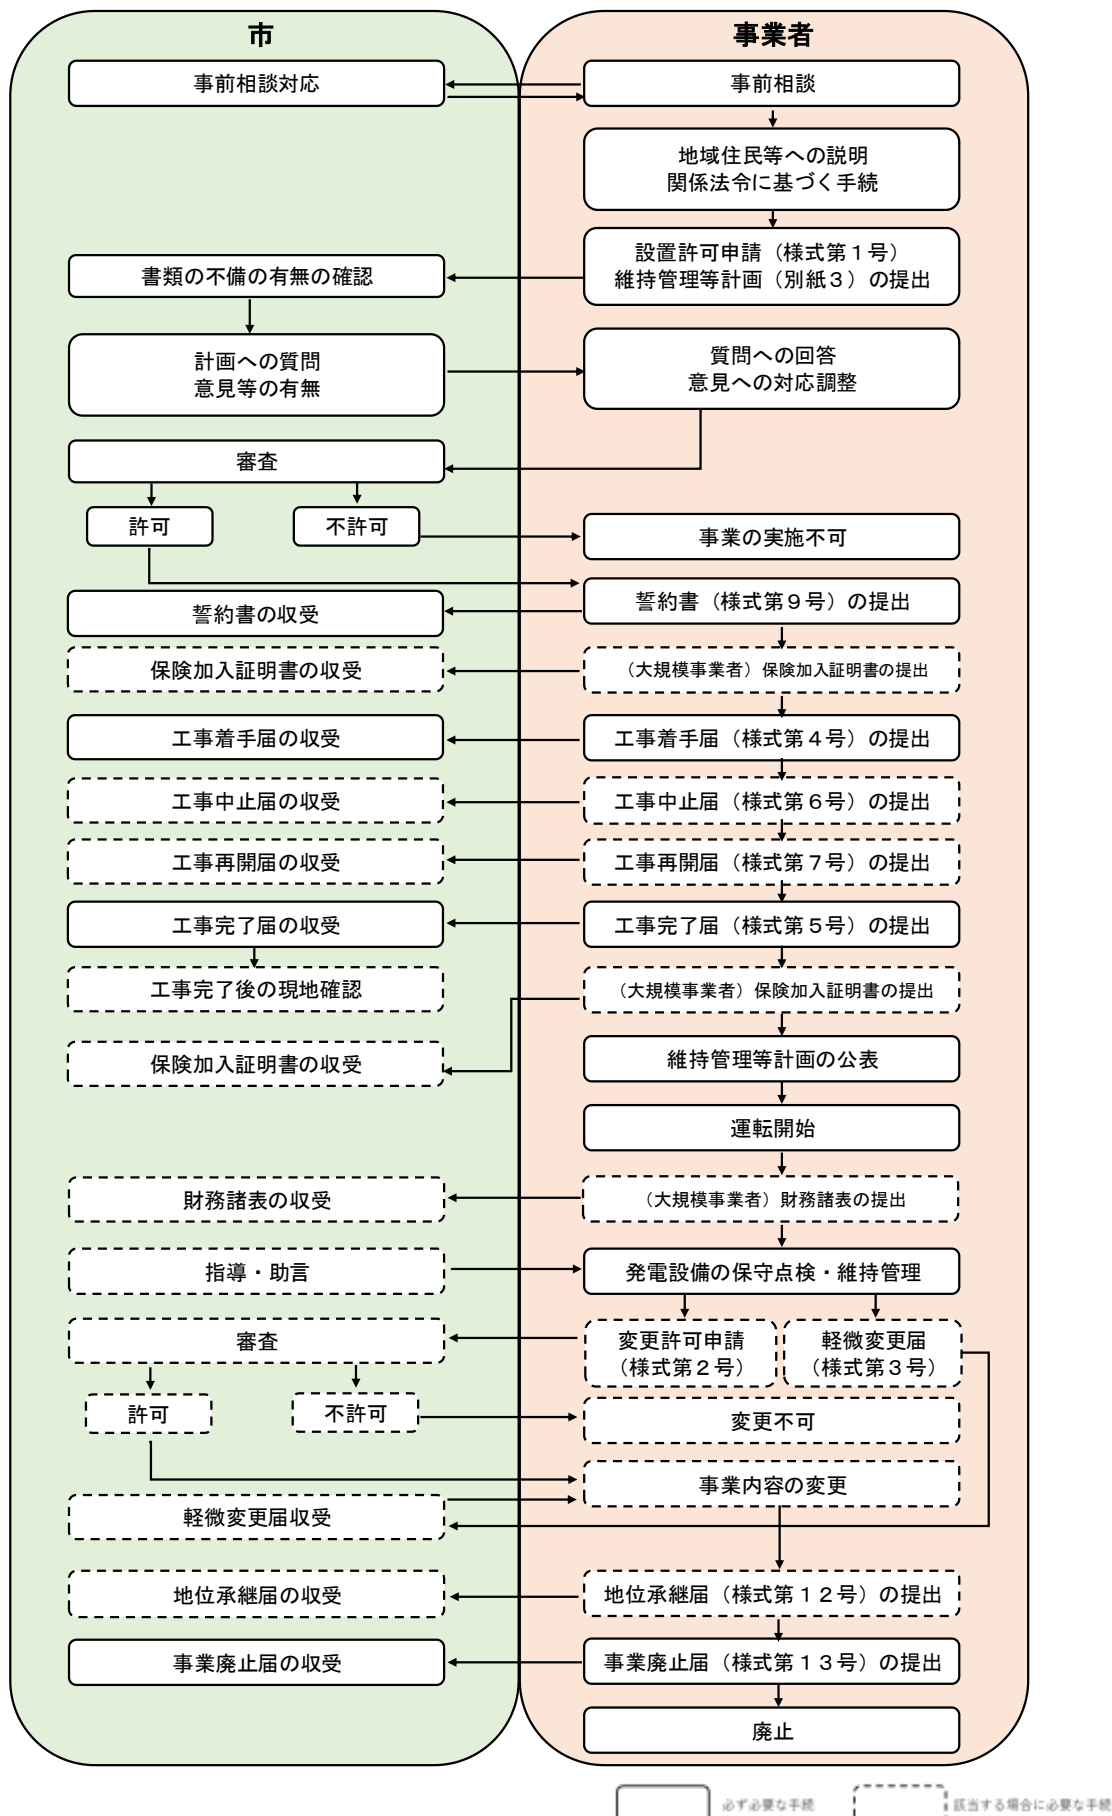 市
事業者
事前相談対応
事前相談
地域住民等への説明
関係法令に基づく手続
設置許可申請（様式第１号）
維持管理等計画（別紙３）の提出
書類の不備の有無の確認
計画への質問
意見等の有無
質問への回答
意見への対応調整
審査
許可
不許可
事業の実施不可
誓約書（様式第９号）の提出
誓約書の収受
保険加入証明書の収受
（大規模事業者）保険加入証明書の提出
工事着手届の収受
工事着手届（様式第４号）の提出
工事中止届の収受
工事中止届（様式第６号）の提出
工事再開届の収受
工事再開届（様式第７号）の提出
工事完了届の収受
工事完了届（様式第５号）の提出
工事完了後の現地確認
（大規模事業者）保険加入証明書の提出
保険加入証明書の収受
維持管理等計画の公表
運転開始
財務諸表の収受
（大規模事業者）財務諸表の提出
指導・助言
発電設備の保守点検・維持管理
審査
変更許可申請
（様式第２号）
軽微変更届
（様式第３号）
許可
不許可
変更不可
事業内容の変更
軽微変更届収受
地位承継届の収受
地位承継届（様式第１２号）の提出
事業廃止届の収受
事業廃止届（様式第１３号）の提出
廃止
必ず必要な手続
該当する場合に必要な手続